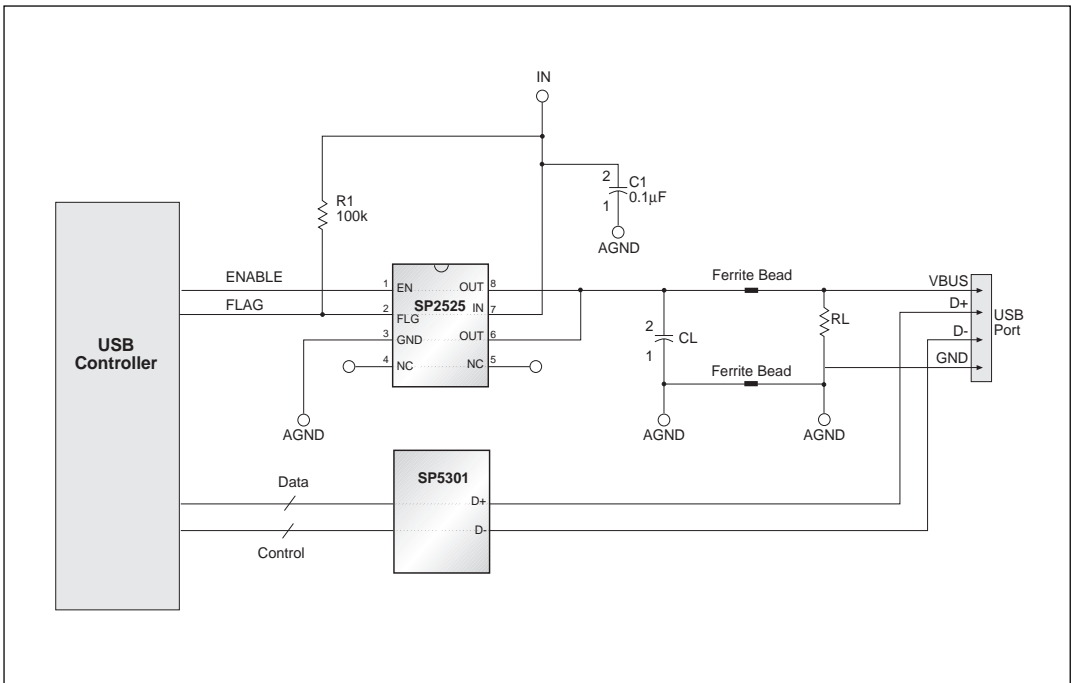 IN
2
C1
0.1µF
1
AGND
R1
100k
USB
Controller
ENABLE
FLAG
SP2525
1
EN
OUT
8
2
FLG
IN
7
3
GND
OUT
6
4
NC
NC
5
AGND
Ferrite Bead
2
CL
1
Ferrite Bead
RL
AGND
AGND
VBUS
D+
D-
GND
USB
Port
SP5301
D+
D-
Data
Control